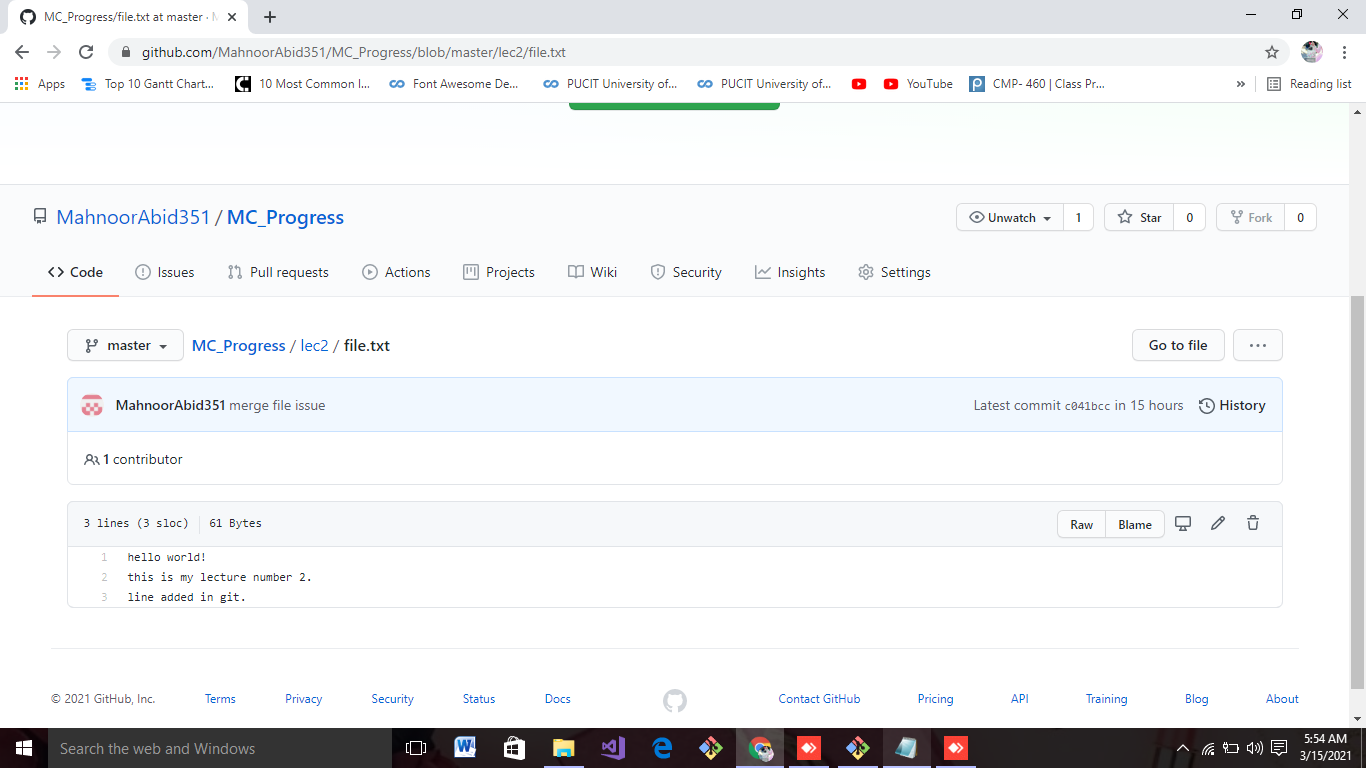 MC_Progress/file.txt at master · M
github.com/MahnoorAbid351/MC_Progress/blob/master/lec2/file.txt
Apps Top 10 Gantt Chart... 10 Most Common I... Font Awesome De... PUCIT University of... PUCIT University of... YouTube CMP- 460 | Class Pr... » Reading list
MahnoorAbid351 / MC_Progress
Unwatch 1 Star 0 Fork 0
Code Issues Pull requests Actions Projects Wiki Security Insights Settings
master MC_Progress / lec2 / file.txt Go to file ...
MahnoorAbid351 merge file issue Latest commit c041bcc in 15 hours History
1 contributor
3 lines (3 sloc) 61 Bytes Raw Blame
1 hello world!
2 this is my lecture number 2.
3 line added in git.
© 2021 GitHub, Inc. Terms Privacy Security Status Docs Contact GitHub Pricing API Training Blog About
Search the web and Windows
5:54 AM
3/15/2021